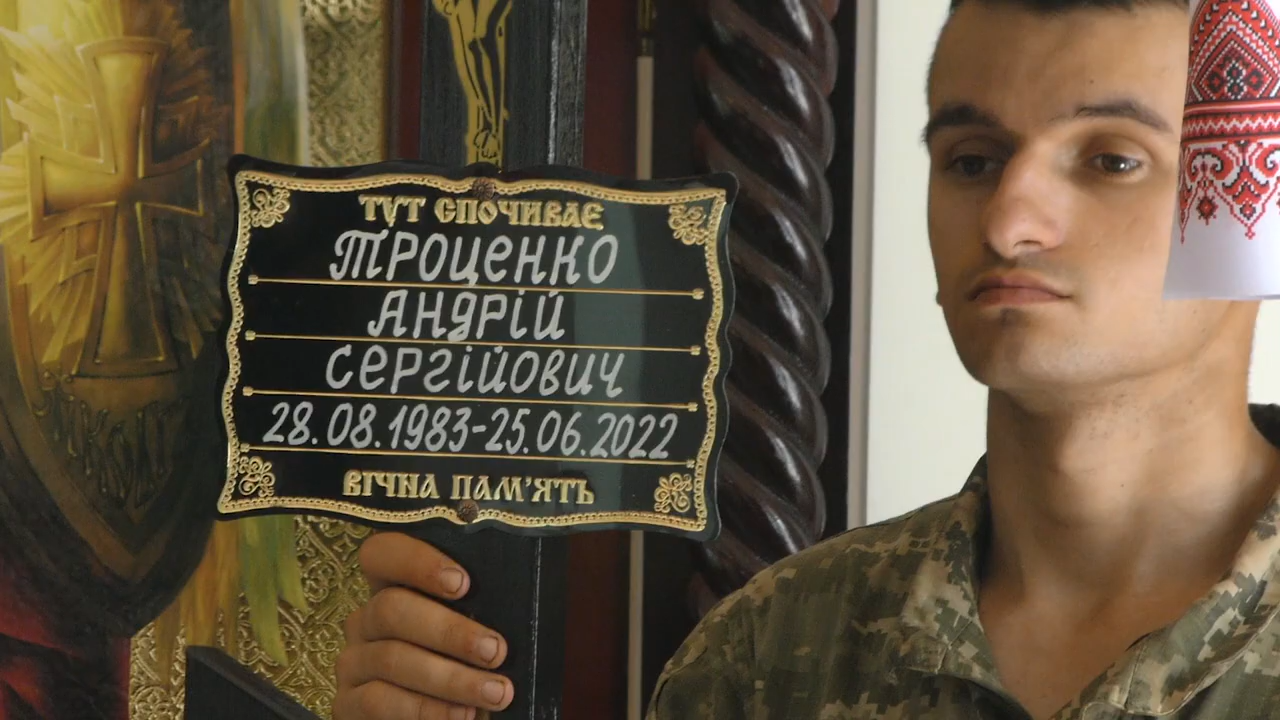 ТУТ СПОЧИВАЄ
ТРОЦЕНКО
АНДРІЙ
СЕРГІЙОВИЧ
28.08.1983-25.06.2022
ВІЧНА ПАМ'ЯТЬ